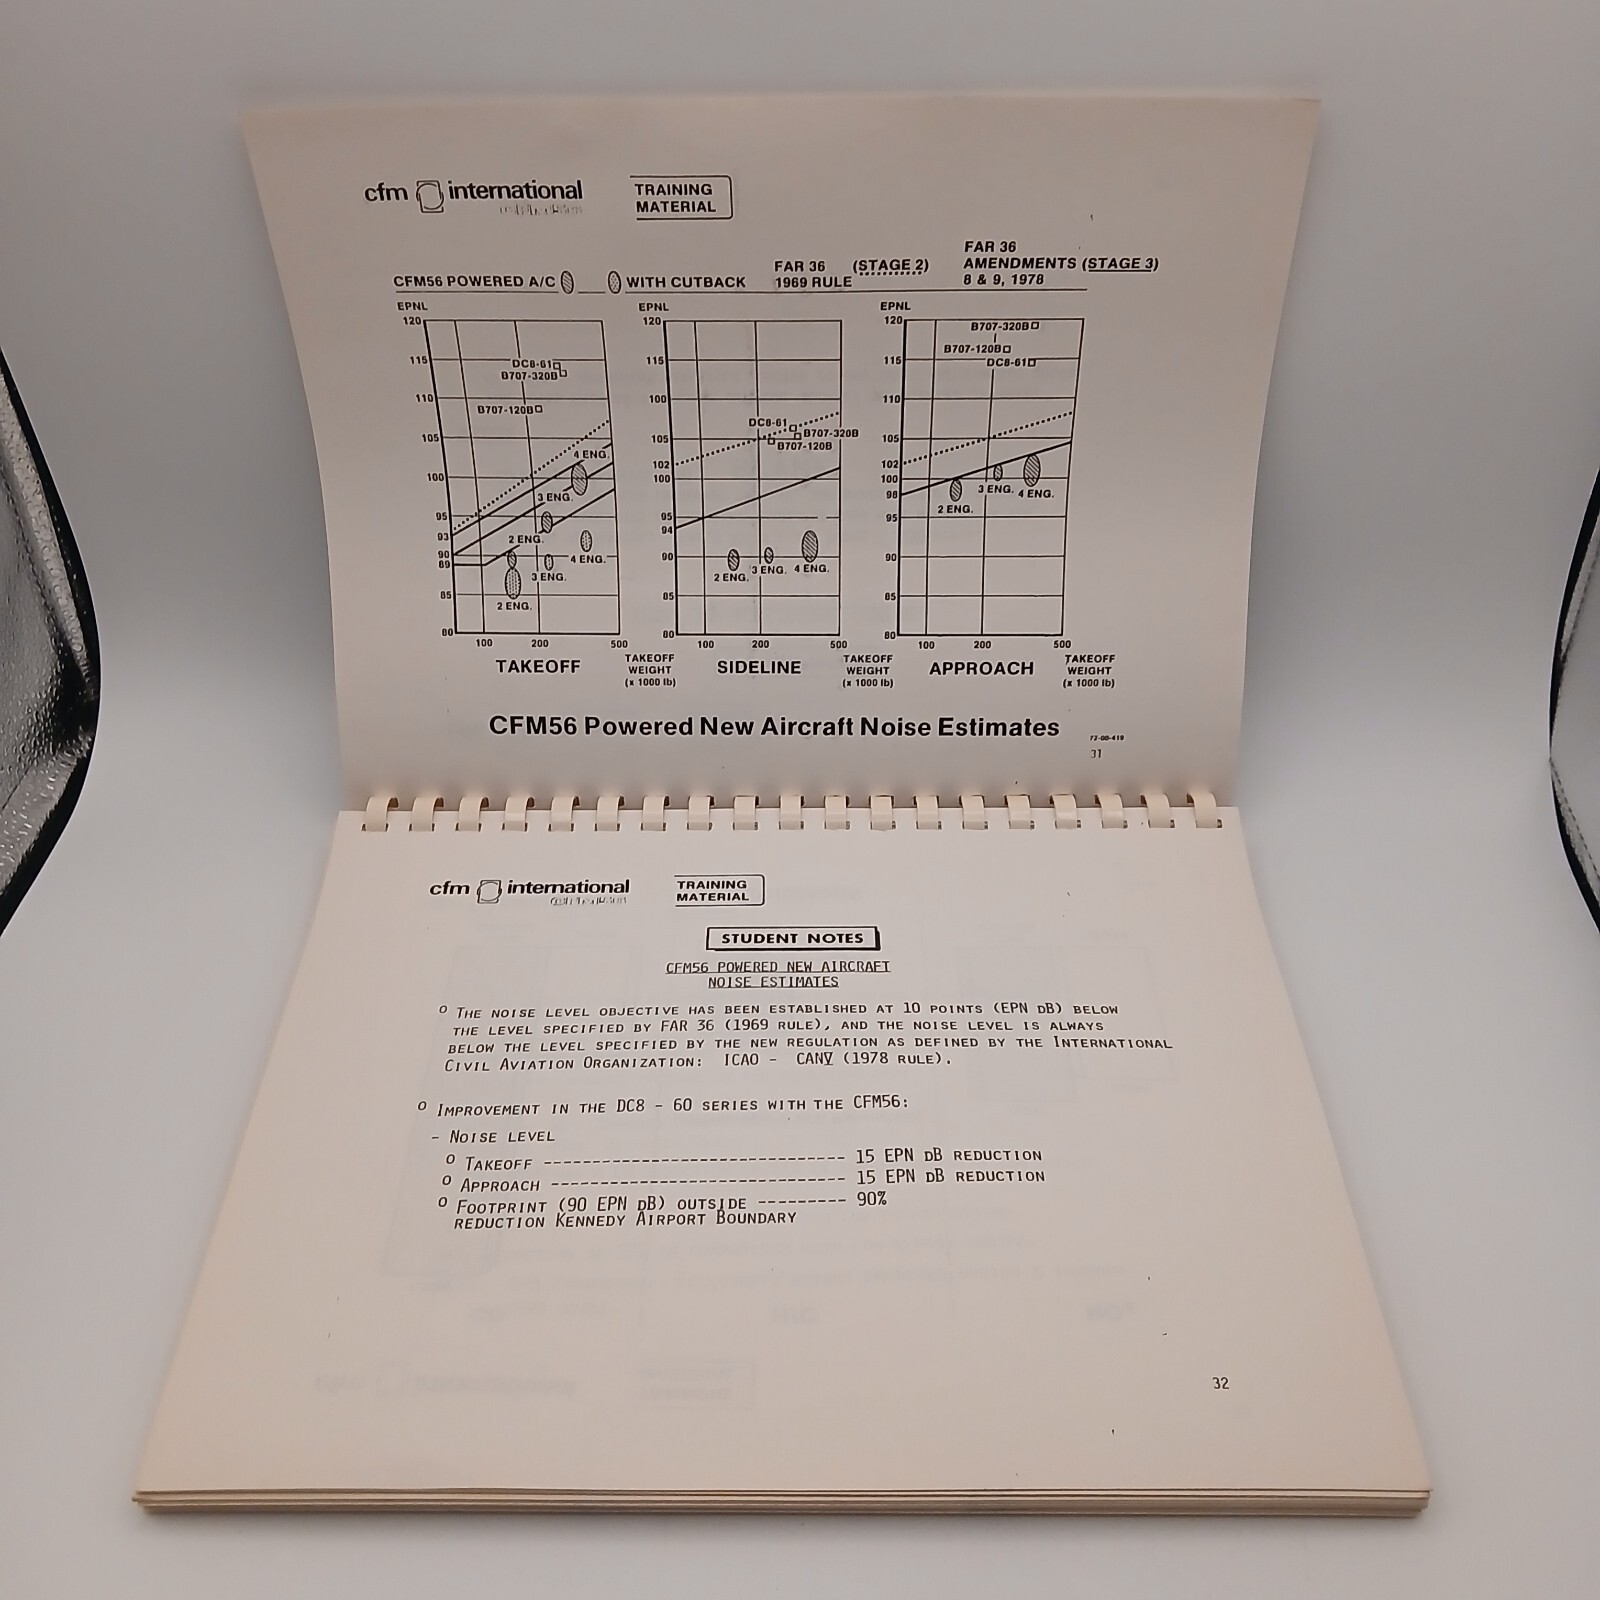 cfm international
TRAINING
MATERIAL
CFM56 POWERED A/C WITH CUTBACK
FAR 36 (STAGE 2)
1969 RULE
FAR 36
AMENDMENTS (STAGE 3)
8 & 9, 1978
EPNL
120
115
110
105
100
95
93
90
89
85
80
DC8-61
B707-320B
B707-120B
4 ENG.
3 ENG.
2 ENG.
4 ENG.
3 ENG.
2 ENG.
100 200 500
TAKEOFF
TAKEOFF
WEIGHT
(x 1000 lb)
EPNL
120
115
100
105
102
100
95
94
90
85
80
DC8-61
B707-320B
B707-120B
2 ENG. 3 ENG. 4 ENG.
100 200 500
SIDELINE
TAKEOFF
WEIGHT
(x 1000 lb)
EPNL
120
115
110
105
102
100
98
95
90
85
80
B707-320B
B707-120B
DC8-61
2 ENG. 3 ENG. 4 ENG.
100 200 500
APPROACH
TAKEOFF
WEIGHT
(x 1000 lb)
CFM56 Powered New Aircraft Noise Estimates
72-00-419
31
cfm international
TRAINING
MATERIAL
STUDENT NOTES
CFM56 POWERED NEW AIRCRAFT
NOISE ESTIMATES
o THE NOISE LEVEL OBJECTIVE HAS BEEN ESTABLISHED AT 10 POINTS (EPN DB) BELOW
THE LEVEL SPECIFIED BY FAR 36 (1969 RULE), AND THE NOISE LEVEL IS ALWAYS
BELOW THE LEVEL SPECIFIED BY THE NEW REGULATION AS DEFINED BY THE INTERNATIONAL
CIVIL AVIATION ORGANIZATION: ICAO - CANV (1978 RULE).
o IMPROVEMENT IN THE DC8 - 60 SERIES WITH THE CFM56:
- NOISE LEVEL
o TAKEOFF ------------------------------- 15 EPN DB REDUCTION
o APPROACH ------------------------------ 15 EPN DB REDUCTION
o FOOTPRINT (90 EPN DB) OUTSIDE --------- 90%
REDUCTION KENNEDY AIRPORT BOUNDARY
32